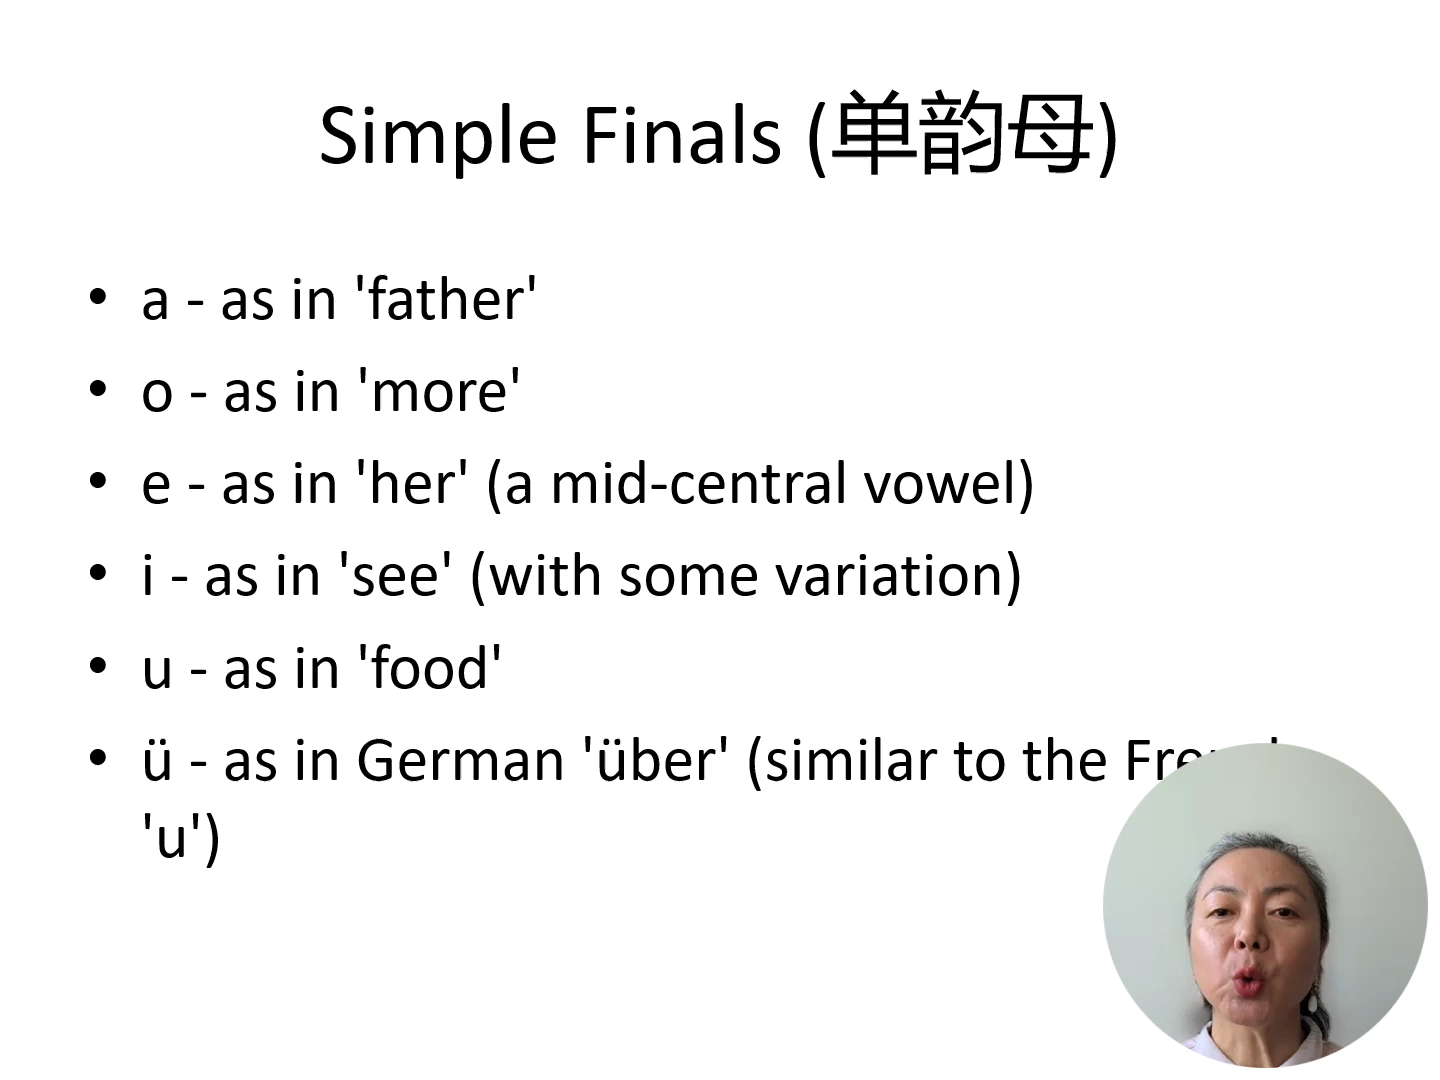 Simple Finals (单韵母)
• a - as in 'father'
• o - as in 'more'
• e - as in 'her' (a mid-central vowel)
• i - as in 'see' (with some variation)
• u - as in 'food'
• ü - as in German 'über' (similar to the
'u')